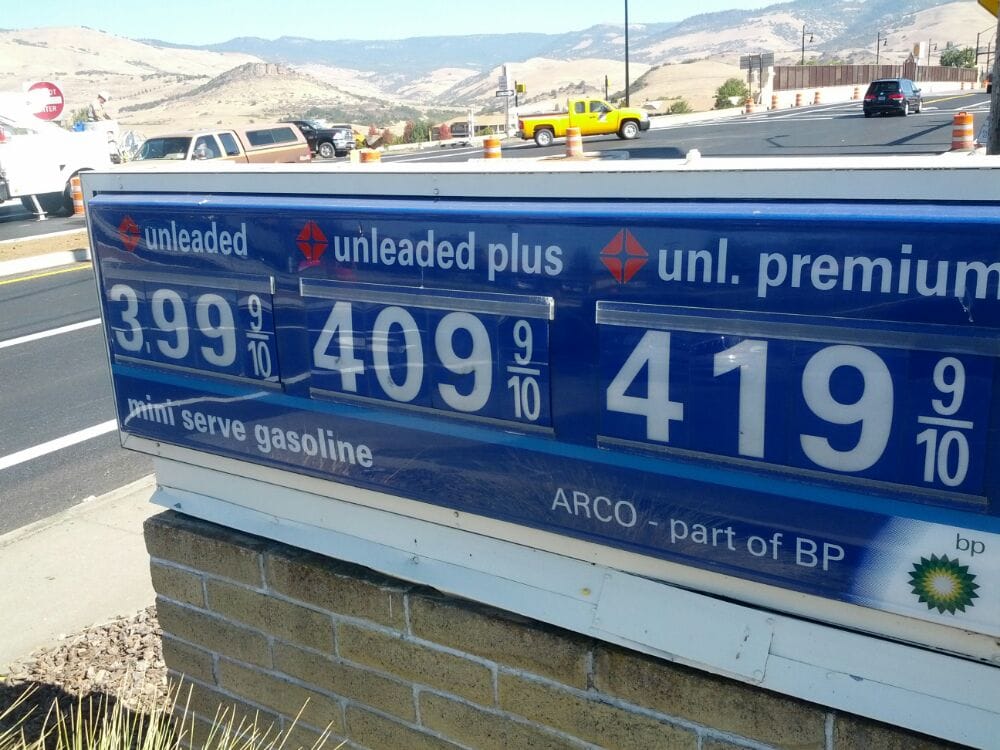 unleaded
unleaded plus
unl. premium
3.99 9/10
409 9/10
419 9/10
mini serve gasoline
ARCO - part of BP
bp